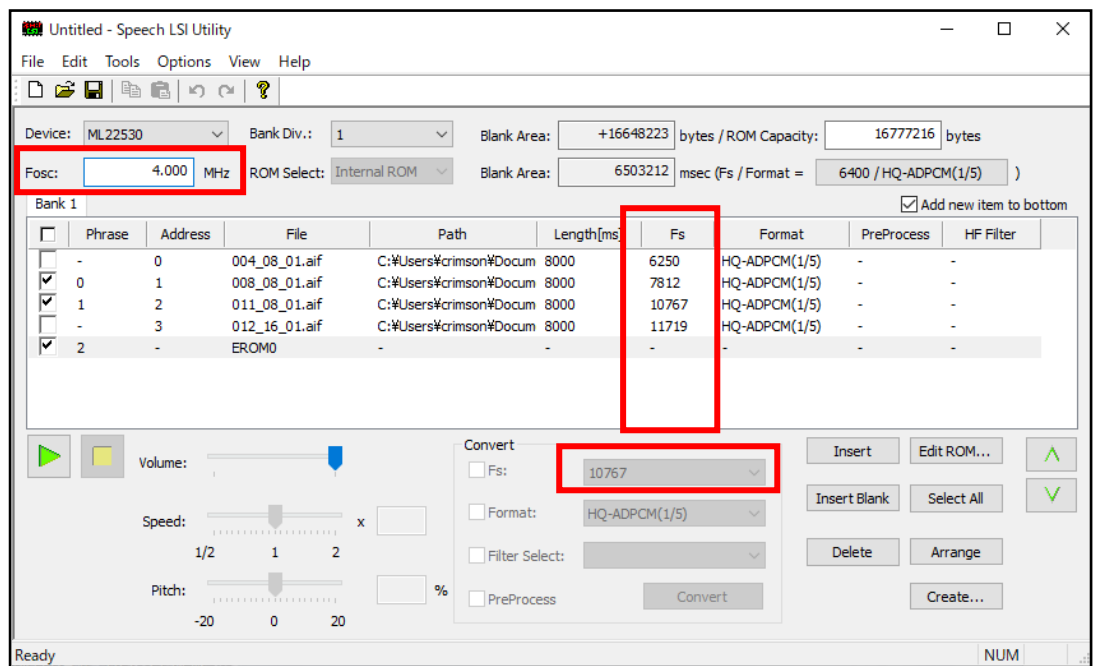 Untitled - Speech LSI Utility
File Edit Tools Options View Help
Device: ML22530 Bank Div.: 1 Blank Area: +16648223 bytes / ROM Capacity: 16777216 bytes
Fosc: 4.000 MHz ROM Select: Internal ROM Blank Area: 6503212 msec (Fs / Format = 6400 / HQ-ADPCM(1/5) )
Bank 1 Add new item to bottom
Phrase Address File Path Length[ms] Fs Format PreProcess HF Filter
- 0 004_08_01.aif C:¥Users¥crimson¥Docum 8000 6250 HQ-ADPCM(1/5) - -
0 1 008_08_01.aif C:¥Users¥crimson¥Docum 8000 7812 HQ-ADPCM(1/5) - -
1 2 011_08_01.aif C:¥Users¥crimson¥Docum 8000 10767 HQ-ADPCM(1/5) - -
- 3 012_16_01.aif C:¥Users¥crimson¥Docum 8000 11719 HQ-ADPCM(1/5) - -
2 - EROM0 - - - - - -
Volume:
Speed: x
1/2 1 2
Pitch: %
-20 0 20
Convert
Fs: 10767
Format: HQ-ADPCM(1/5)
Filter Select:
PreProcess Convert
Insert Edit ROM...
Insert Blank Select All
Delete Arrange
Create...
Ready NUM